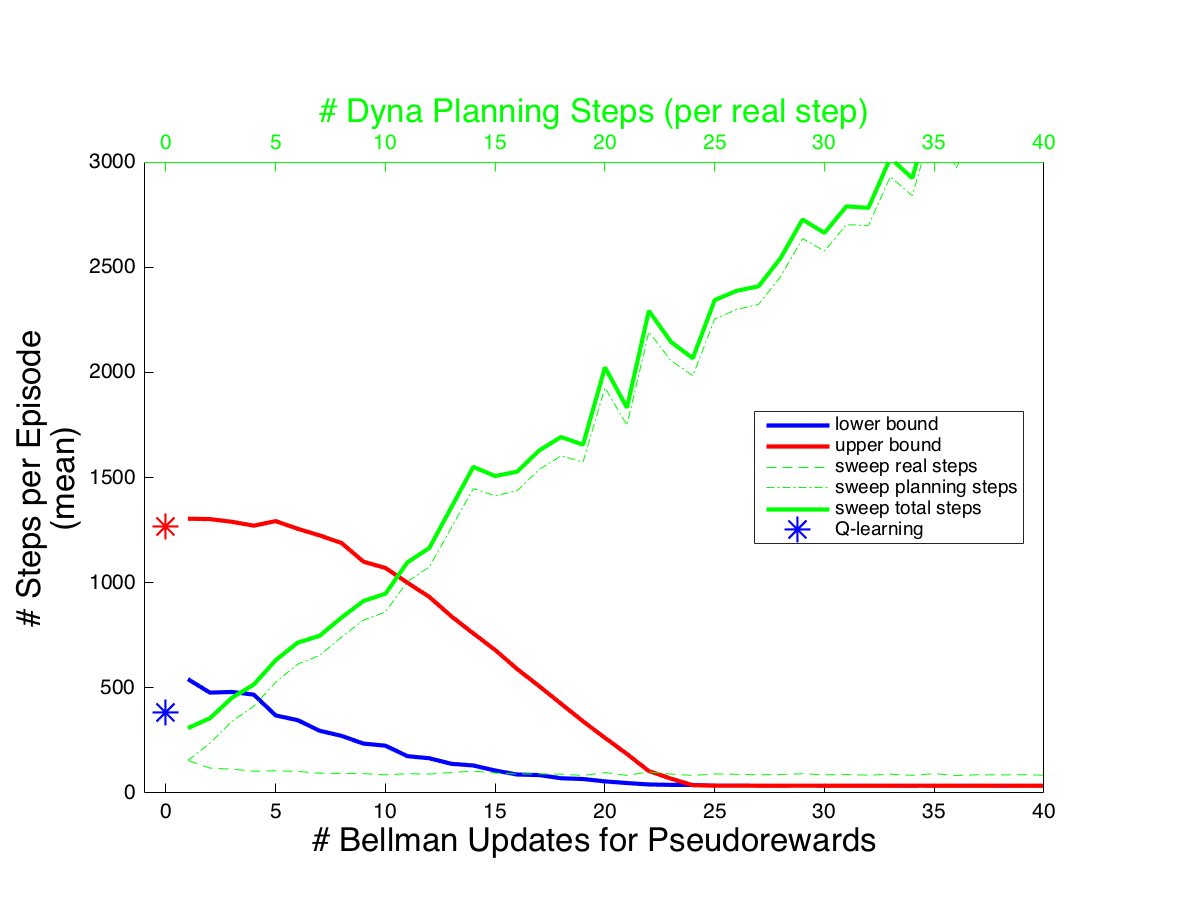 # Dyna Planning Steps (per real step)
0 5 10 15 20 25 30 35 40
3000
2500
2000
1500
1000
500
0
# Steps per Episode
(mean)
lower bound
upper bound
sweep real steps
sweep planning steps
sweep total steps
Q-learning
0 5 10 15 20 25 30 35 40
# Bellman Updates for Pseudorewards